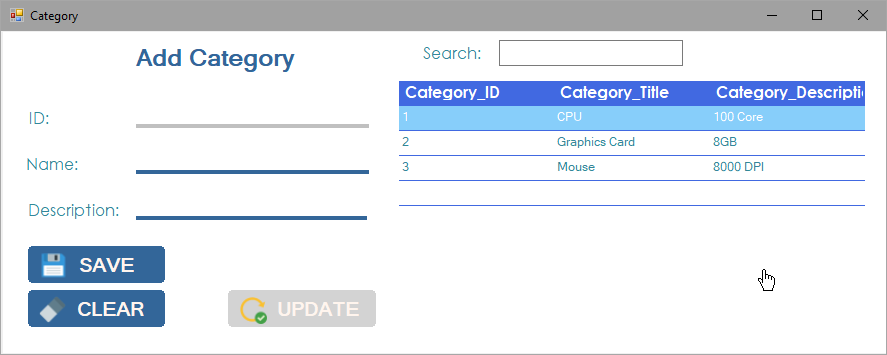 Category
Add Category
ID:
Name:
Description:
SAVE
CLEAR
UPDATE
Search:
Category_ID Category_Title Category_Descripti
1 CPU 100 Core
2 Graphics Card 8GB
3 Mouse 8000 DPI